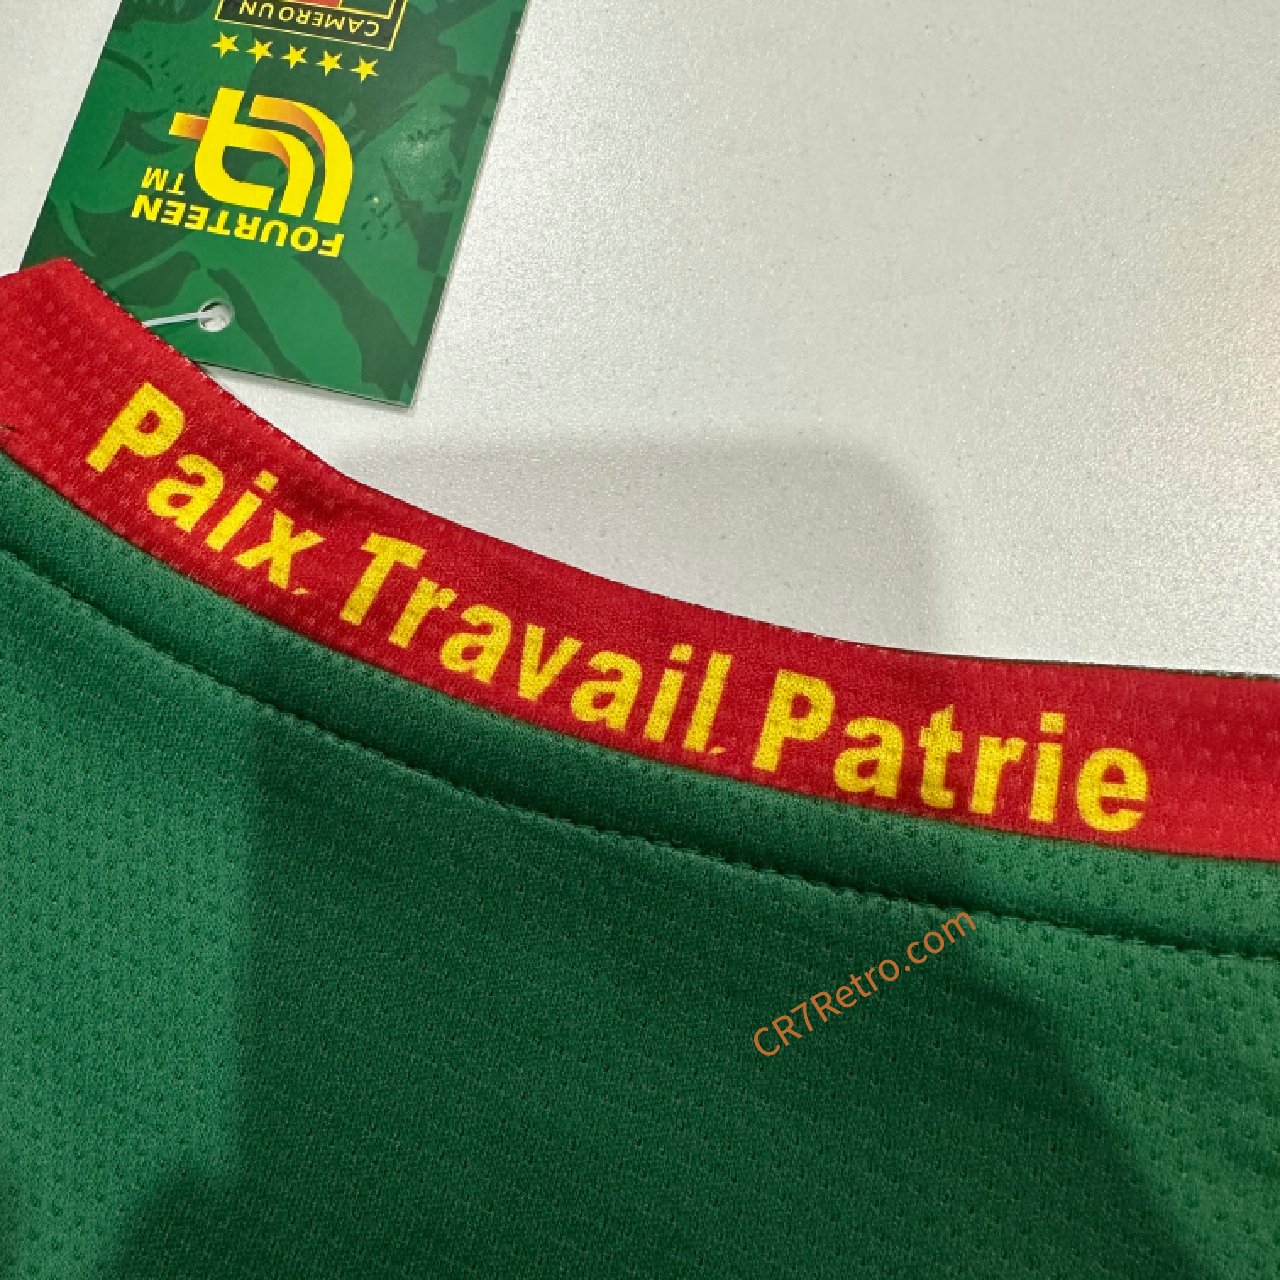 CAMEROUN
FOURTEEN
TM
Paix, Travail, Patrie
CR7Retro.com